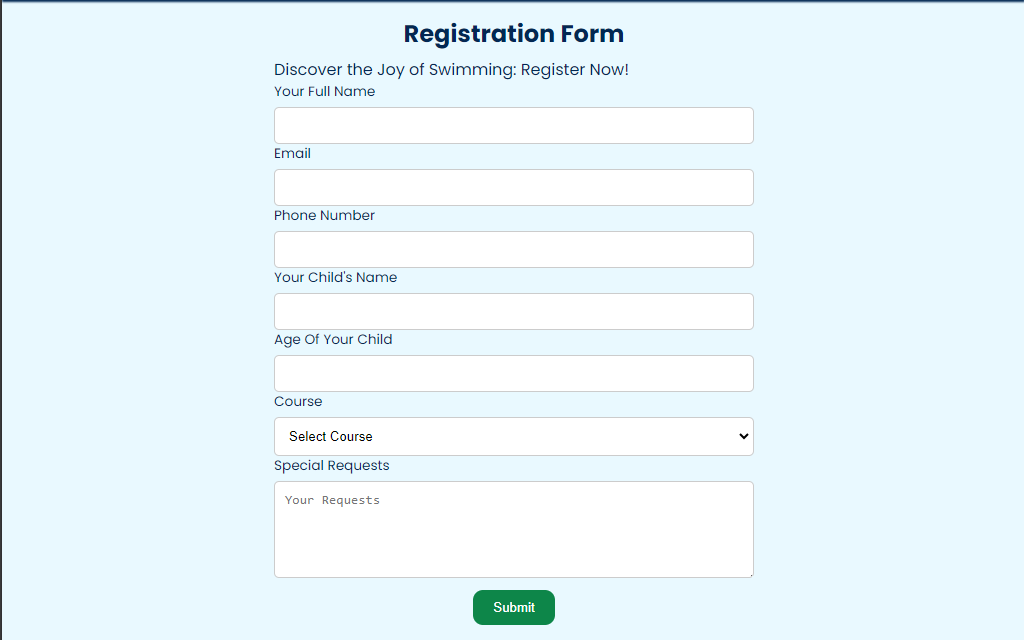 Registration Form
Discover the Joy of Swimming: Register Now!
Your Full Name
Email
Phone Number
Your Child's Name
Age Of Your Child
Course
Select Course
Special Requests
Your Requests
Submit